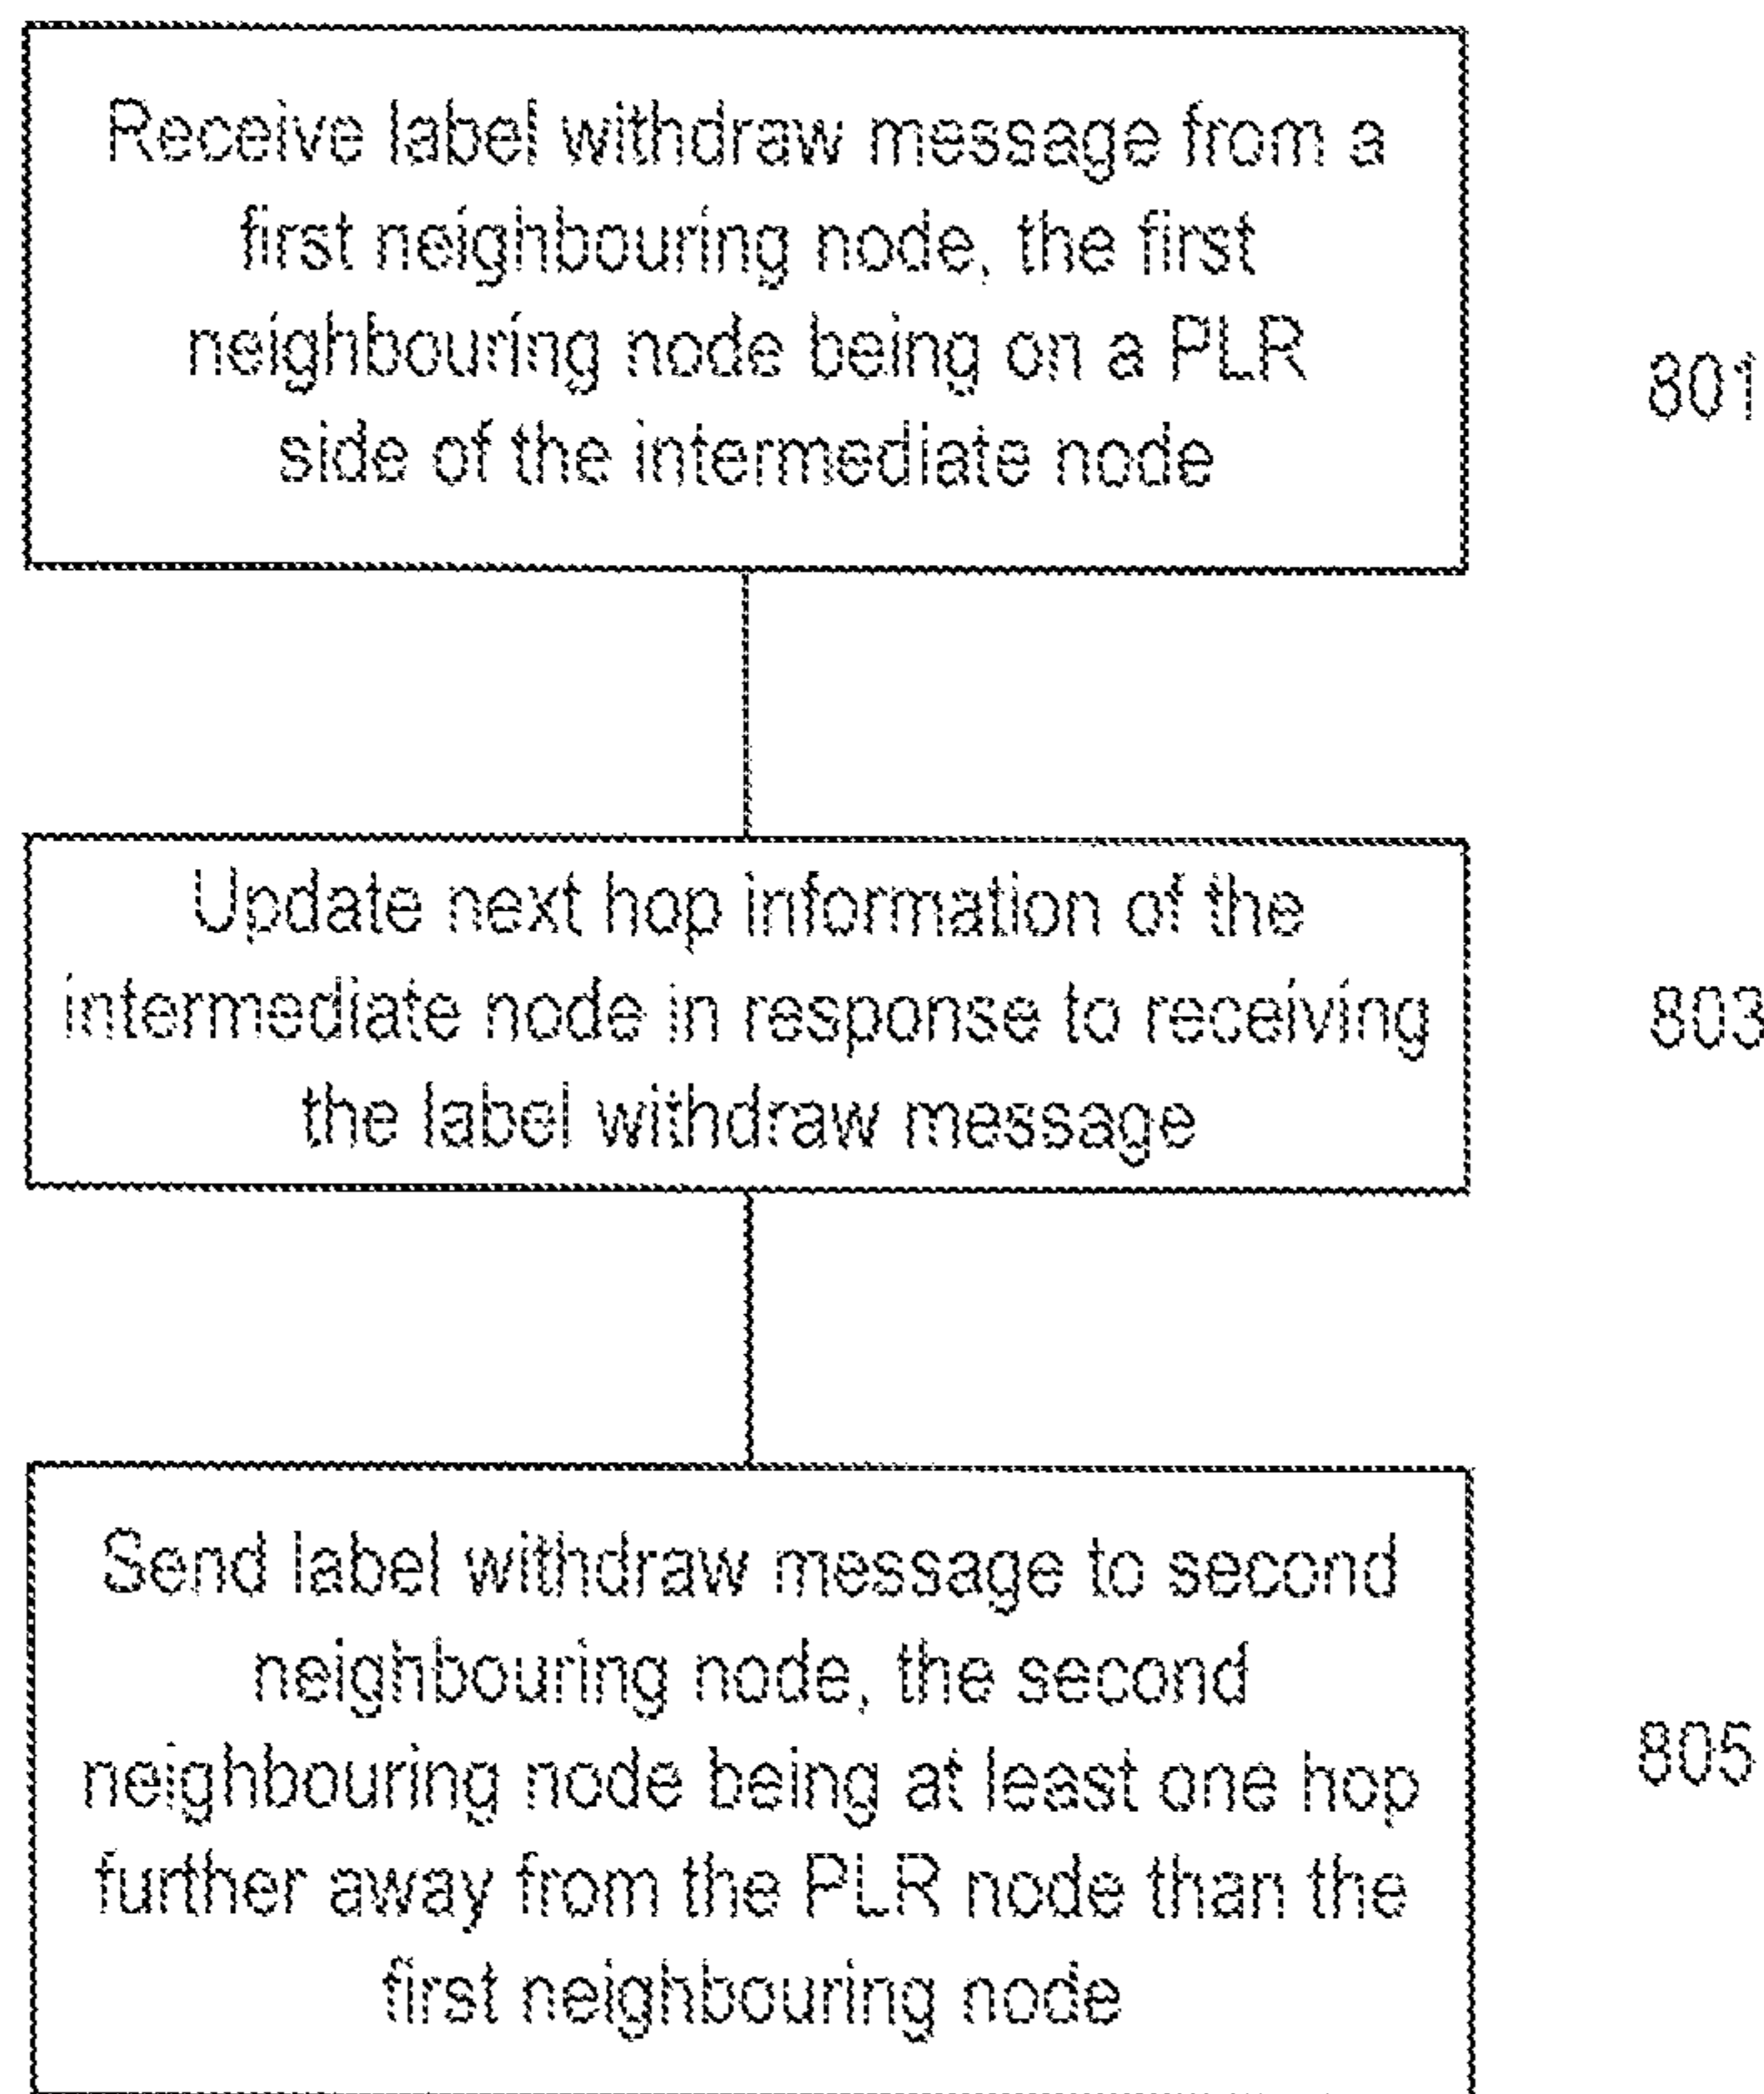 Receive label withdraw message from a
first neighbouring node, the first
neighbouring node being on a PLR
side of the intermediate node
801
Update next hop information of the
intermediate node in response to receiving
the label withdraw message
803
Send label withdraw message to second
neighbouring node, the second
neighbouring node being at least one hop
further away from the PLR node than the
first neighbouring node
805